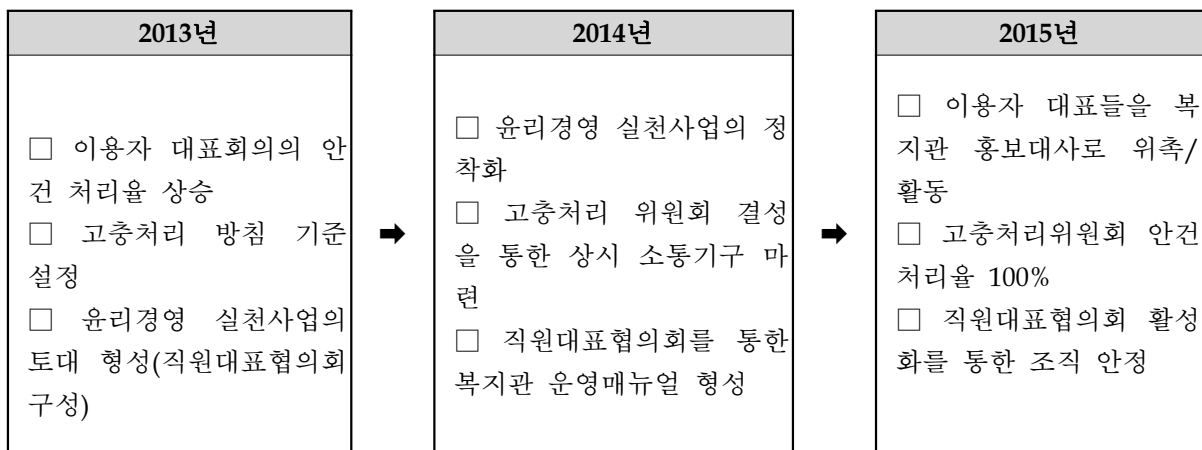 2013년
□ 이용자 대표회의의 안
건 처리율 상승
□ 고충처리 방침 기준
설정
□ 윤리경영 실천사업의
토대 형성(직원대표협의회
구성)
➡
2014년
□ 윤리경영 실천사업의 정
착화
□ 고충처리 위원회 결성
을 통한 상시 소통기구 마
련
□ 직원대표협의회를 통한
복지관 운영매뉴얼 형성
➡
2015년
□ 이용자 대표들을 복
지관 홍보대사로 위촉/
활동
□ 고충처리위원회 안건
처리율 100%
□ 직원대표협의회 활성
화를 통한 조직 안정